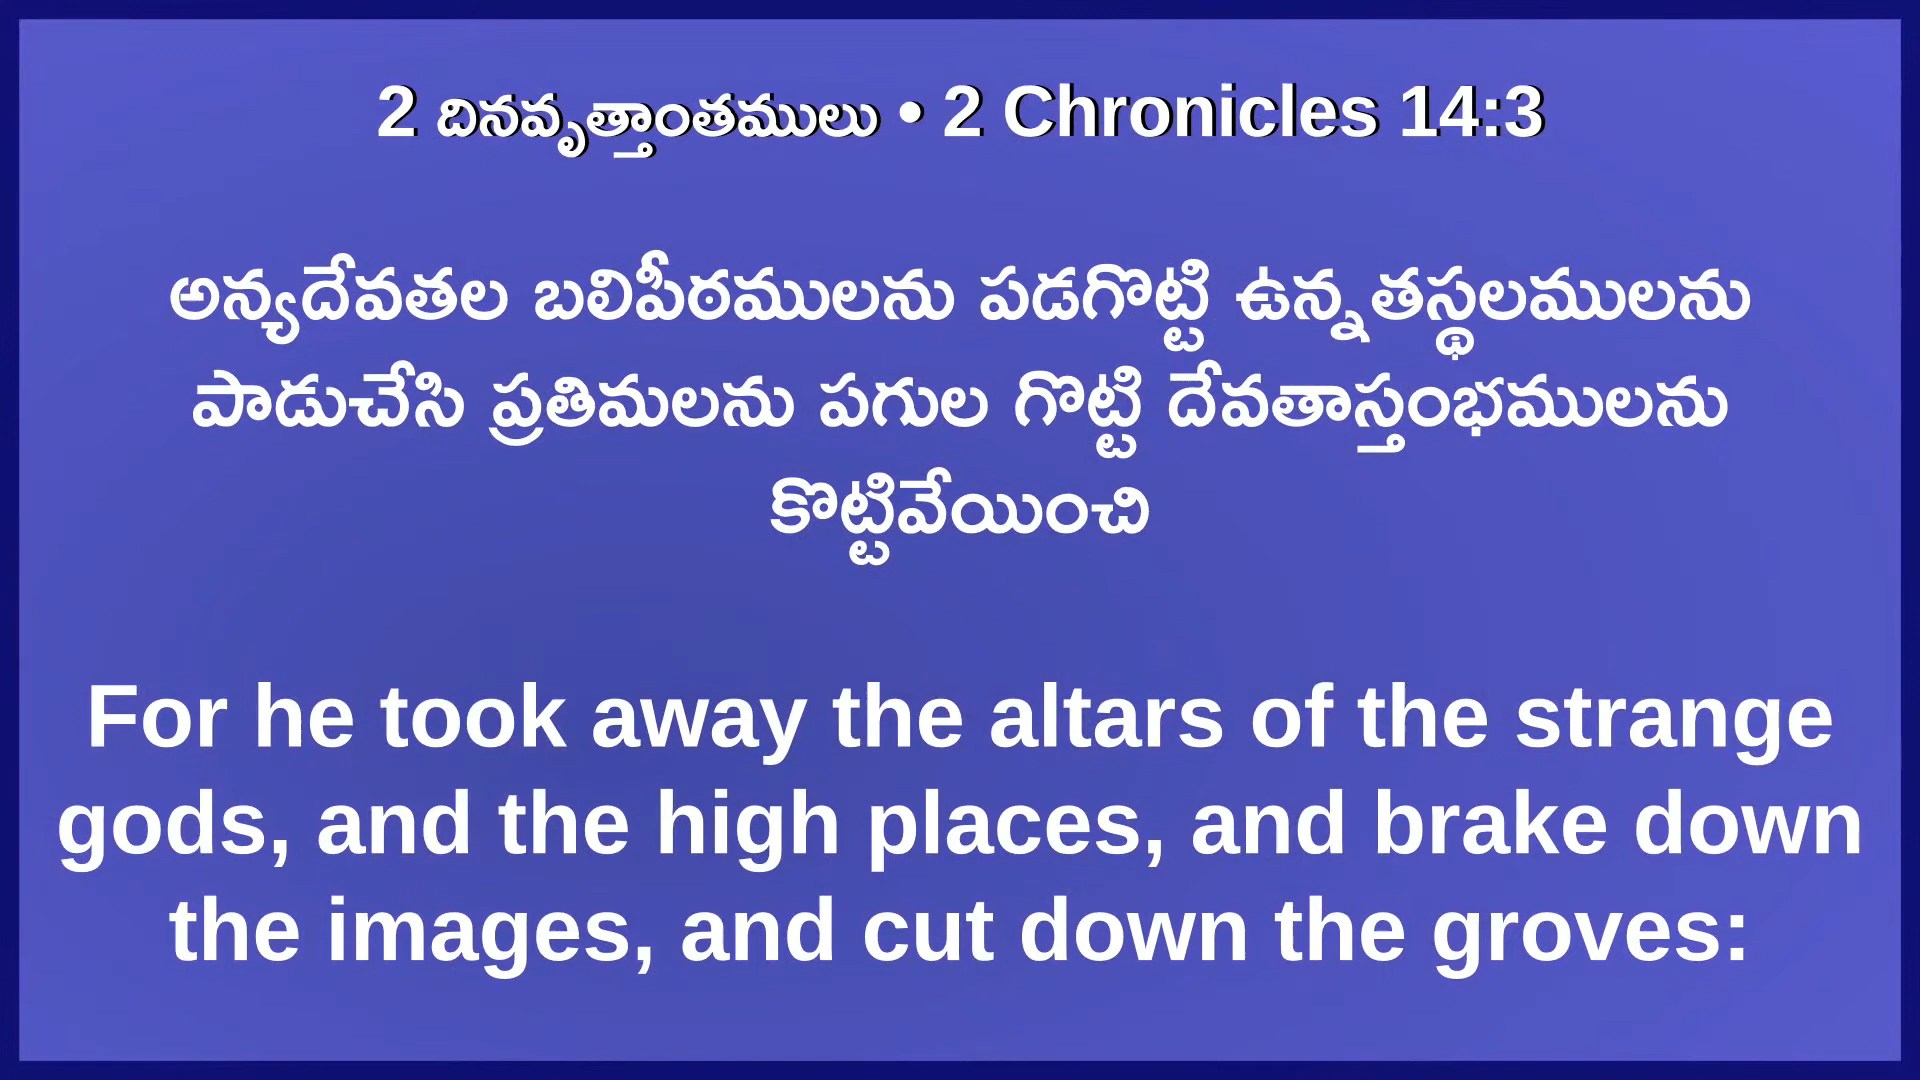 2 దినవృత్తాంతములు • 2 Chronicles 14:3
అన్యదేవతల బలిపీఠములను పడగొట్టి ఉన్నతస్థలములను
పాడుచేసి ప్రతిమలను పగుల గొట్టి దేవతాస్తంభములను
కొట్టివేయించి
For he took away the altars of the strange
gods, and the high places, and brake down
the images, and cut down the groves: